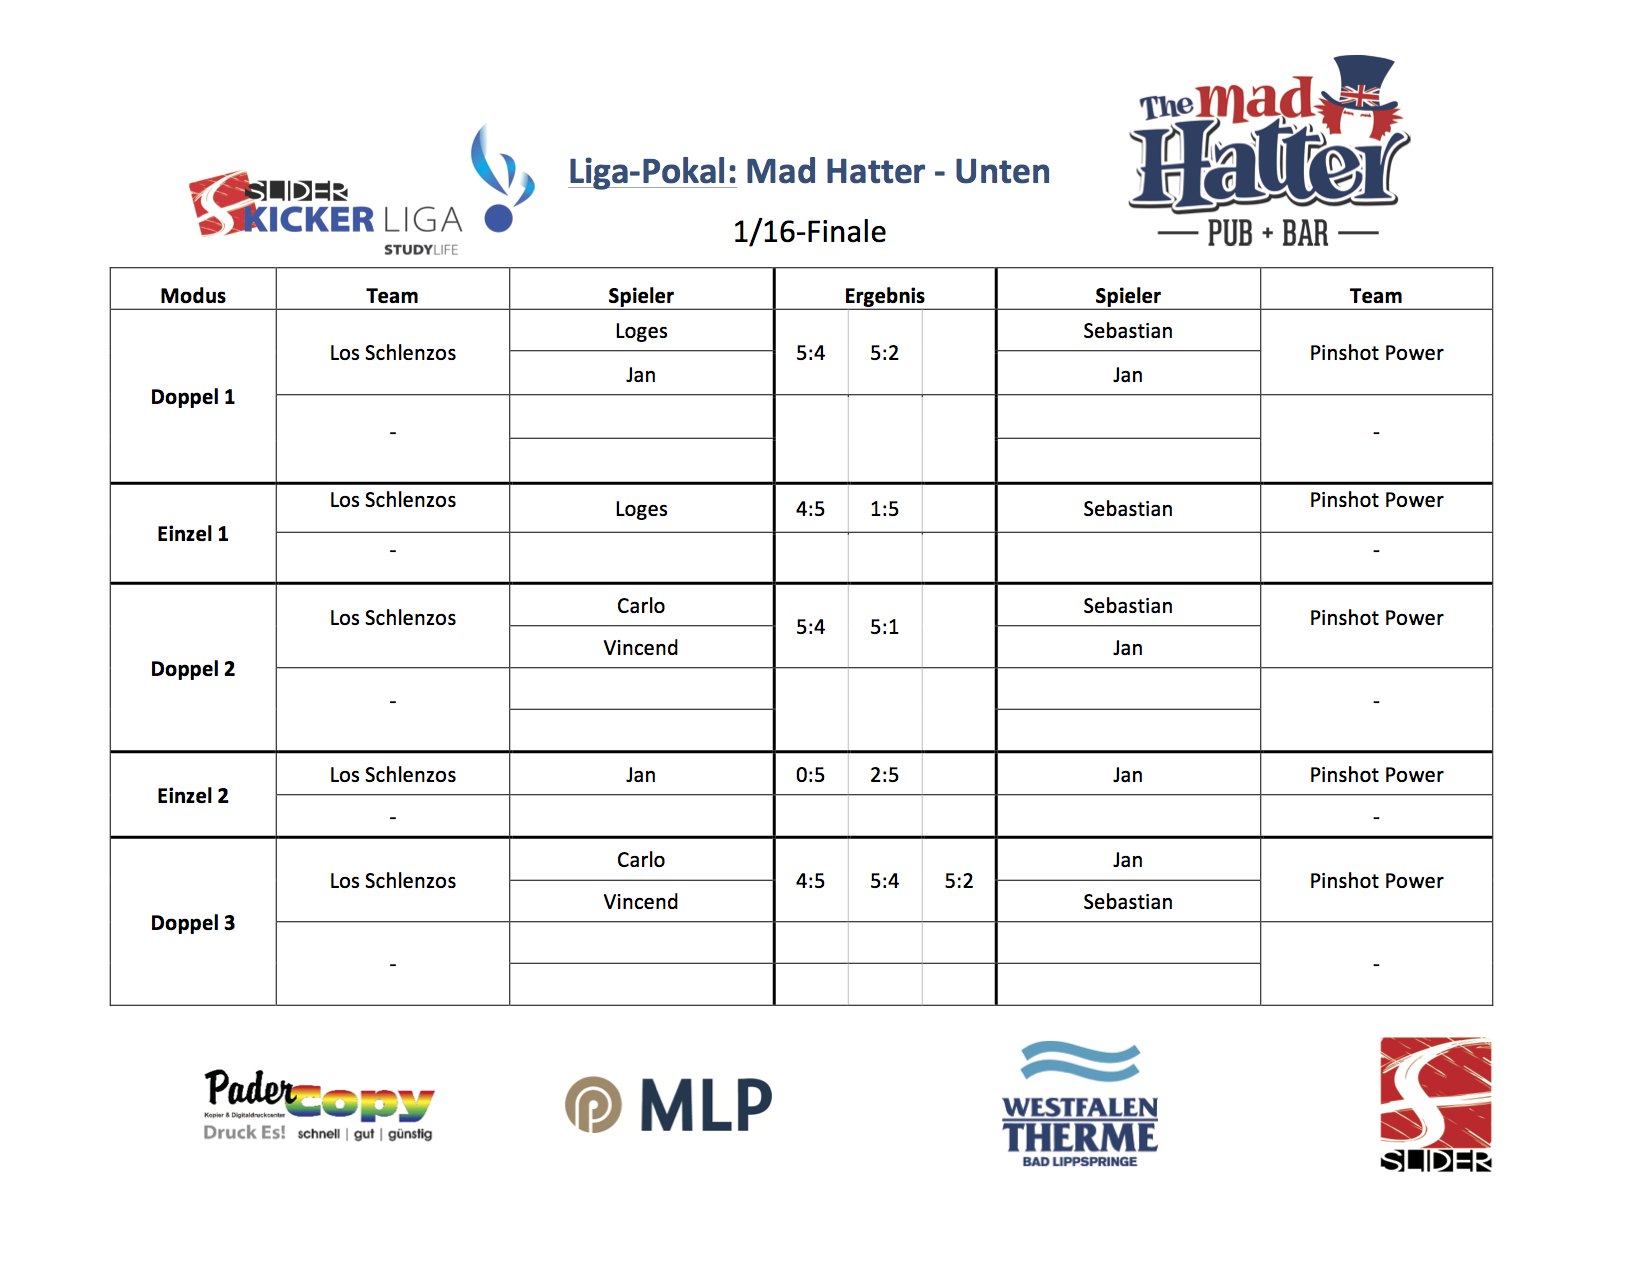 SLIDER
KICKER LIGA
STUDYLIFE
Liga-Pokal: Mad Hatter - Unten
1/16-Finale
The mad
Hatter
PUB + BAR
Modus Team Spieler Ergebnis Spieler Team
Doppel 1 Los Schlenzos Loges 5:4 5:2 Sebastian Pinshot Power
Jan Jan
- -
Einzel 1 Los Schlenzos Loges 4:5 1:5 Sebastian Pinshot Power
- -
Doppel 2 Los Schlenzos Carlo 5:4 5:1 Sebastian Pinshot Power
Vincend Jan
- -
Einzel 2 Los Schlenzos Jan 0:5 2:5 Jan Pinshot Power
- -
Doppel 3 Los Schlenzos Carlo 4:5 5:4 5:2 Jan Pinshot Power
Vincend Sebastian
- -
PaderCopy
Kopier & Digitaldruckcenter
Druck Es! schnell | gut | günstig
MLP
WESTFALEN
THERME
BAD LIPPSPRINGE
SLIDER